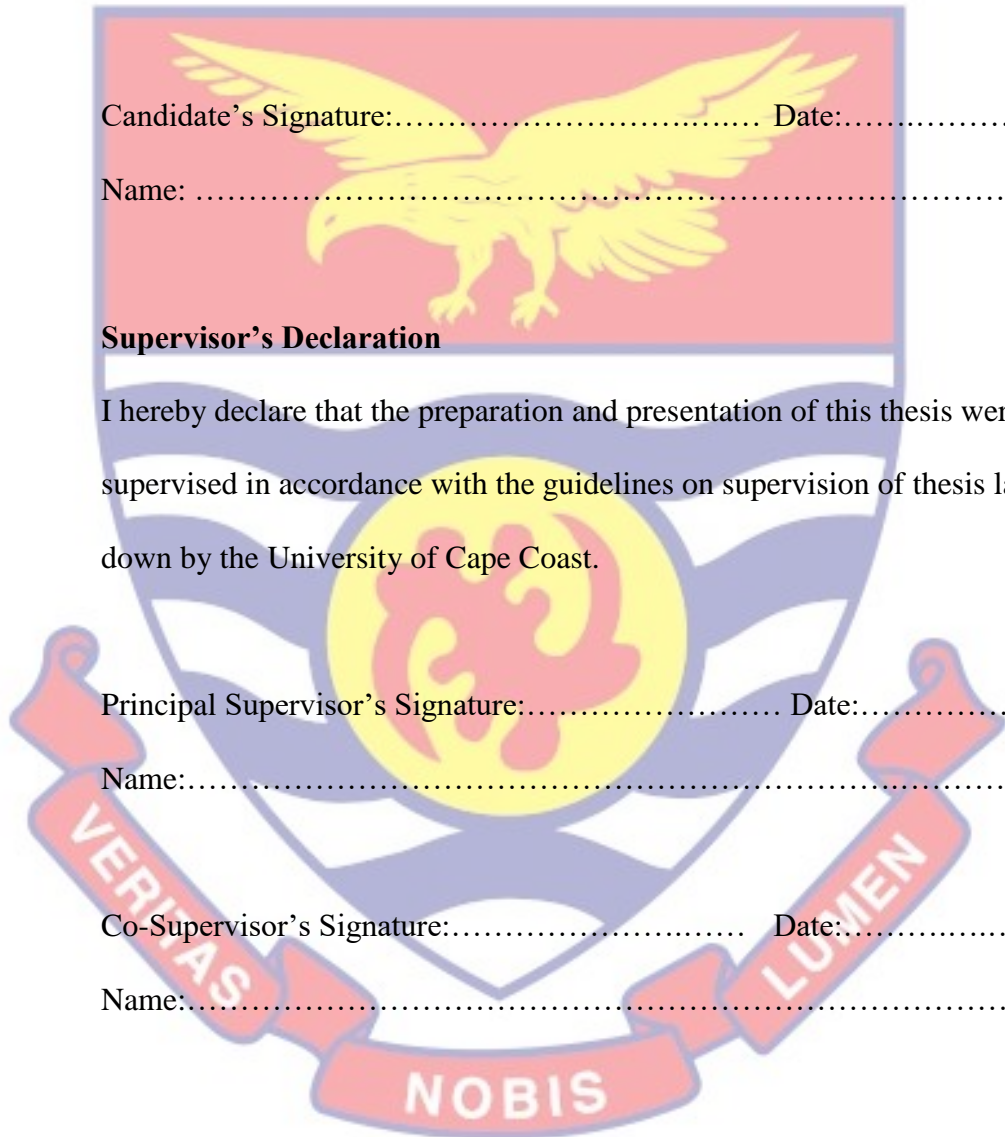 Candidate’s Signature:…………………………….…….… Date:…….………
Name: …………………………………………………………………………
Supervisor’s Declaration
I hereby declare that the preparation and presentation of this thesis wer
supervised in accordance with the guidelines on supervision of thesis la
down by the University of Cape Coast.
Principal Supervisor’s Signature:…………………… Date:……………
Name:……………………………………………………………….…………
Co-Supervisor’s Signature:………………….…… Date:……….…..
Name:…………………………………………………………………………
VERITAS
NOBIS
LUMEN